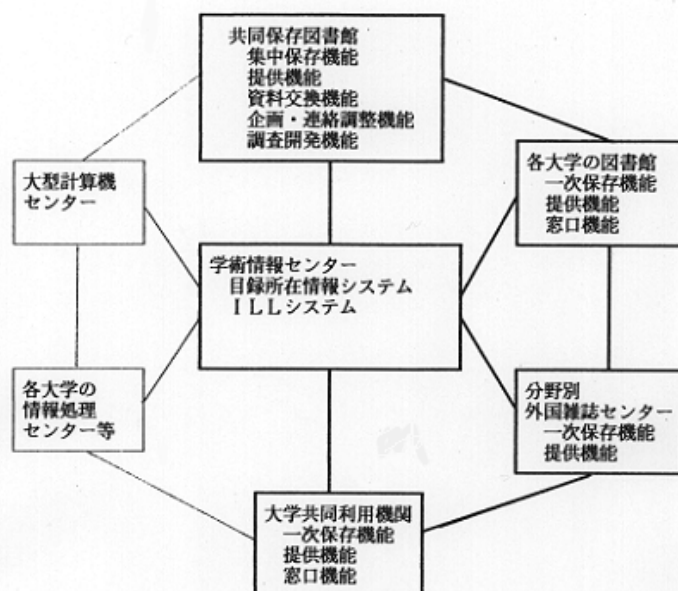 共同保存図書館
集中保存機能
提供機能
資料交換機能
企画・連絡調整機能
調査開発機能
大型計算機
センター
各大学の図書館
一次保存機能
提供機能
窓口機能
学術情報センター
目録所在情報システム
ＩＬＬシステム
各大学の
情報処理
センター等
分野別
外国雑誌センター
一次保存機能
提供機能
大学共同利用機関
一次保存機能
提供機能
窓口機能